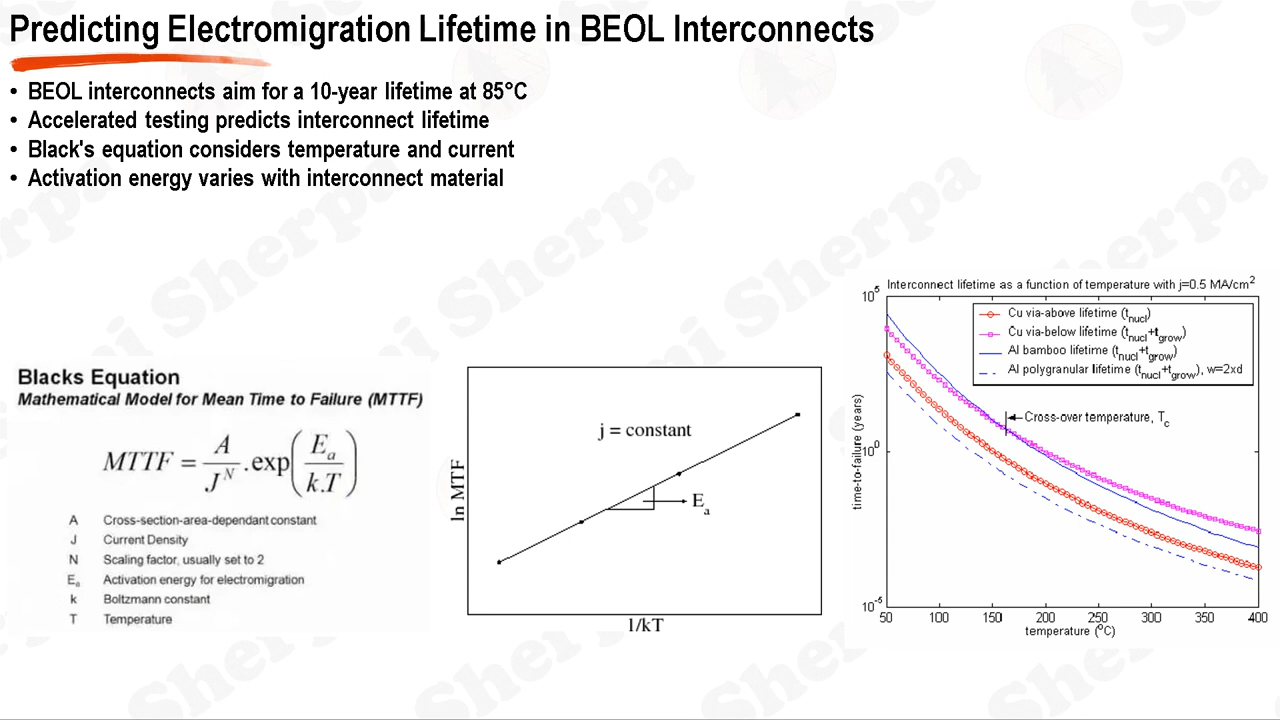 Predicting Electromigration Lifetime in BEOL Interconnects
• BEOL interconnects aim for a 10-year lifetime at 85°C
• Accelerated testing predicts interconnect lifetime
• Black's equation considers temperature and current
• Activation energy varies with interconnect material
Blacks Equation
Mathematical Model for Mean Time to Failure (MTTF)
MTTF = A / J^N .exp(E_a / k.T)
A Cross-section-area-dependant constant
J Current Density
N Scaling factor, usually set to 2
E_a Activation energy for electromigration
k Boltzmann constant
T Temperature
ln MTF
j = constant
E_a
1/kT
Interconnect lifetime as a function of temperature with j=0.5 MA/cm^2
Cu via-above lifetime (t_nucl)
Cu via-below lifetime (t_nucl+t_grow)
Al bamboo lifetime (t_nucl+t_grow)
Al polygranular lifetime (t_nucl+t_grow), w=2xd
Cross-over temperature, T_c
time-to-failure (years)
10^5
10^0
10^-5
50 100 150 200 250 300 350 400
temperature (°C)
Semi Sherpa